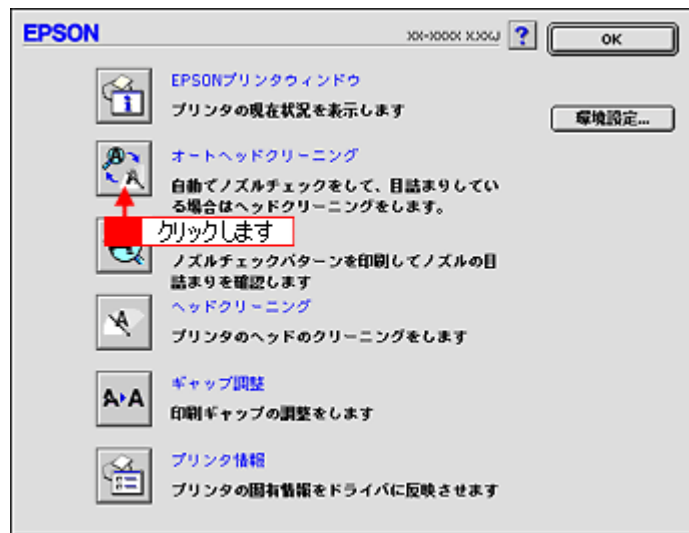 EPSON
XX-XXXX X.XXJ ? OK
EPSONプリンタウィンドウ
プリンタの現在状況を表示します
環境設定...
オートヘッドクリーニング
自動でノズルチェックをして、目詰まりしてい
る場合はヘッドクリーニングをします。
クリックします
ノズルチェックパターンを印刷してノズルの目
詰まりを確認します
ヘッドクリーニング
プリンタのヘッドのクリーニングをします
ギャップ調整
印刷ギャップの調整をします
プリンタ情報
プリンタの固有情報をドライバに反映させます